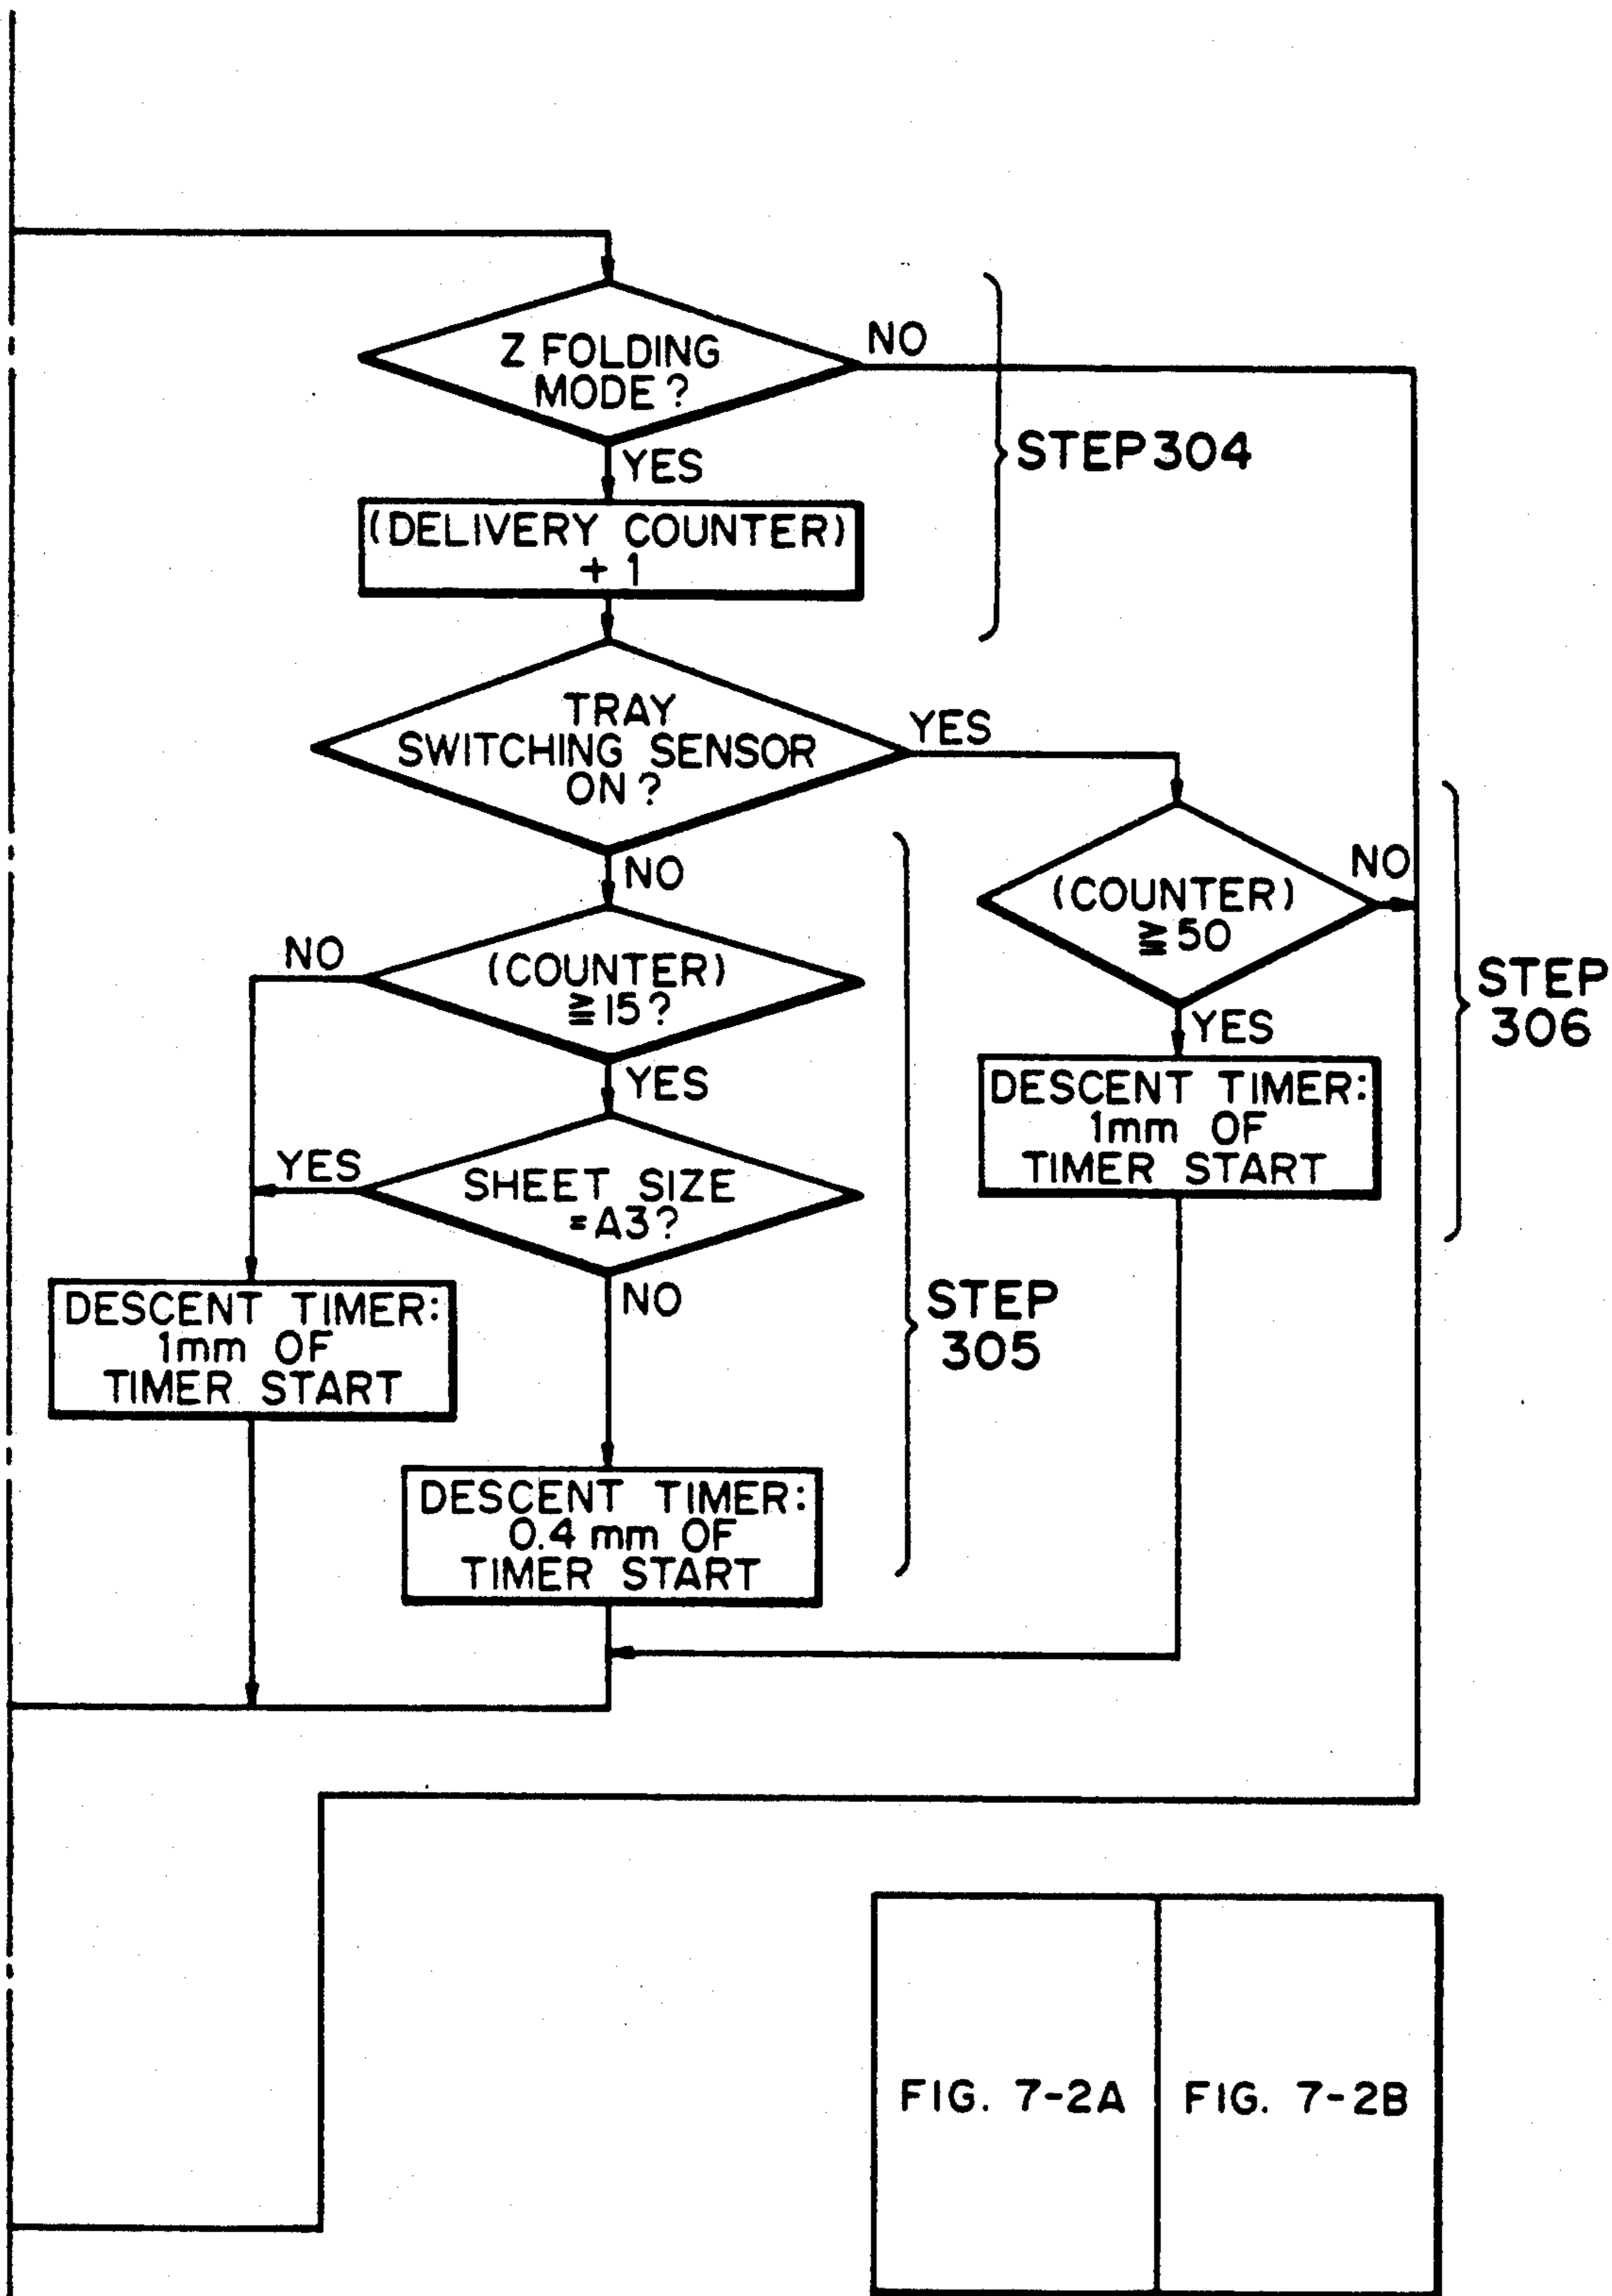 Z FOLDING
MODE?
NO
STEP304
YES
(DELIVERY COUNTER)
+1
TRAY
SWITCHING SENSOR
ON?
YES
NO
(COUNTER)
≧50
NO
STEP
306
NO
(COUNTER)
≧15?
YES
YES
DESCENT TIMER:
1mm OF
TIMER START
YES
SHEET SIZE
=A3?
NO
STEP
305
DESCENT TIMER:
1mm OF
TIMER START
DESCENT TIMER:
0.4mm OF
TIMER START
FIG. 7-2A
FIG. 7-2B